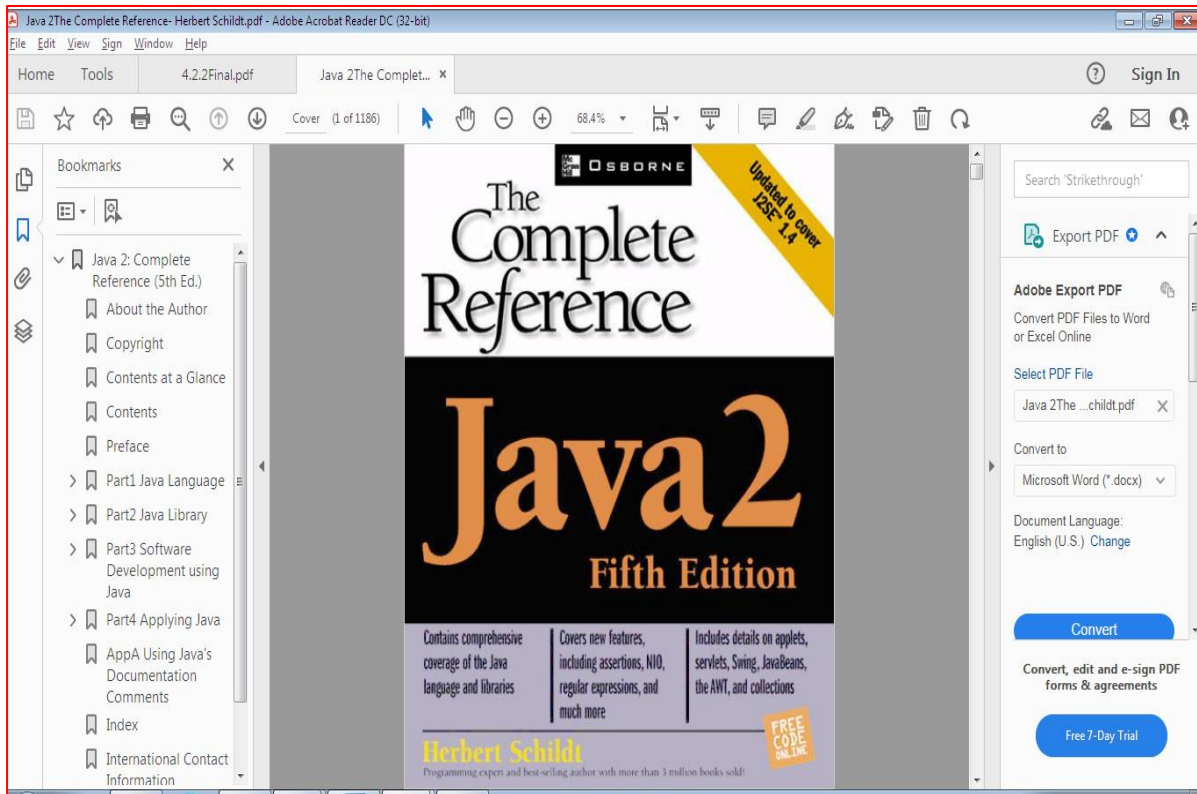 Java 2The Complete Reference- Herbert Schildt.pdf - Adobe Acrobat Reader DC (32-bit)
File Edit View Sign Window Help
Home Tools 4.2.2Final.pdf Java 2The Complet... × Sign In
Cover (1 of 1186) 68.4%
Bookmarks
Java 2: Complete
Reference (5th Ed.)
About the Author
Copyright
Contents at a Glance
Contents
Preface
Part1 Java Language
Part2 Java Library
Part3 Software
Development using
Java
Part4 Applying Java
AppA Using Java's
Documentation
Comments
Index
International Contact
Information
OSBORNE
Updated to cover
J2SE™ 1.4
The
Complete
Reference
Java 2
Fifth Edition
Contains comprehensive
coverage of the Java
language and libraries
Covers new features,
including assertions, NIO,
regular expressions, and
much more
Includes details on applets,
servlets, Swing, JavaBeans,
the AWT, and collections
FREE
CODE
ONLINE
Herbert Schildt
Programming expert and best-selling author with more than 3 million books sold!
Search 'Strikethrough'
Export PDF
Adobe Export PDF
Convert PDF Files to Word
or Excel Online
Select PDF File
Java 2The ...childt.pdf
Convert to
Microsoft Word (*.docx)
Document Language:
English (U.S.) Change
Convert
Convert, edit and e-sign PDF
forms & agreements
Free 7-Day Trial